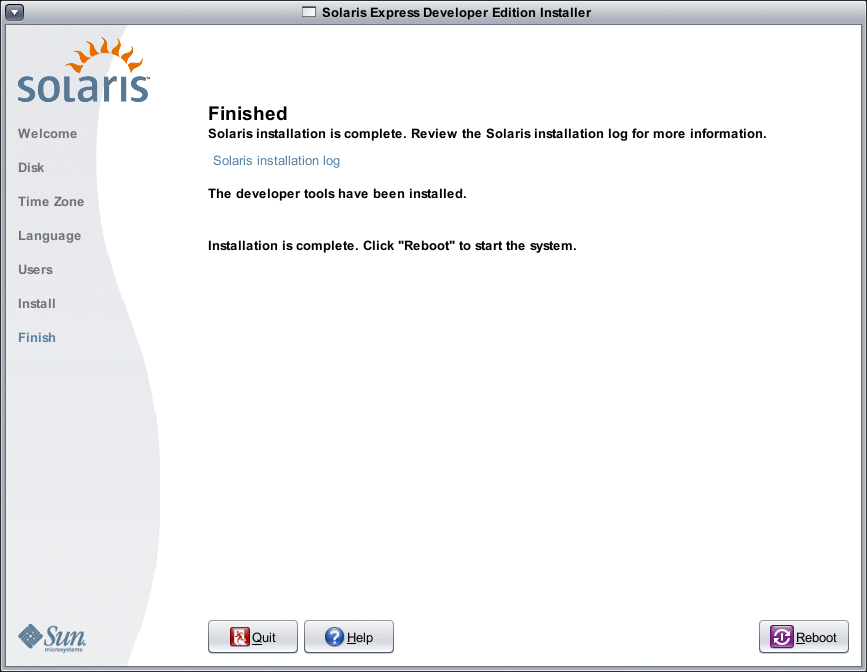 Solaris Express Developer Edition Installer
solaris™
Welcome
Disk
Time Zone
Language
Users
Install
Finish
Finished
Solaris installation is complete. Review the Solaris installation log for more information.
Solaris installation log
The developer tools have been installed.
Installation is complete. Click "Reboot" to start the system.
Sun
microsystems
Quit
Help
Reboot